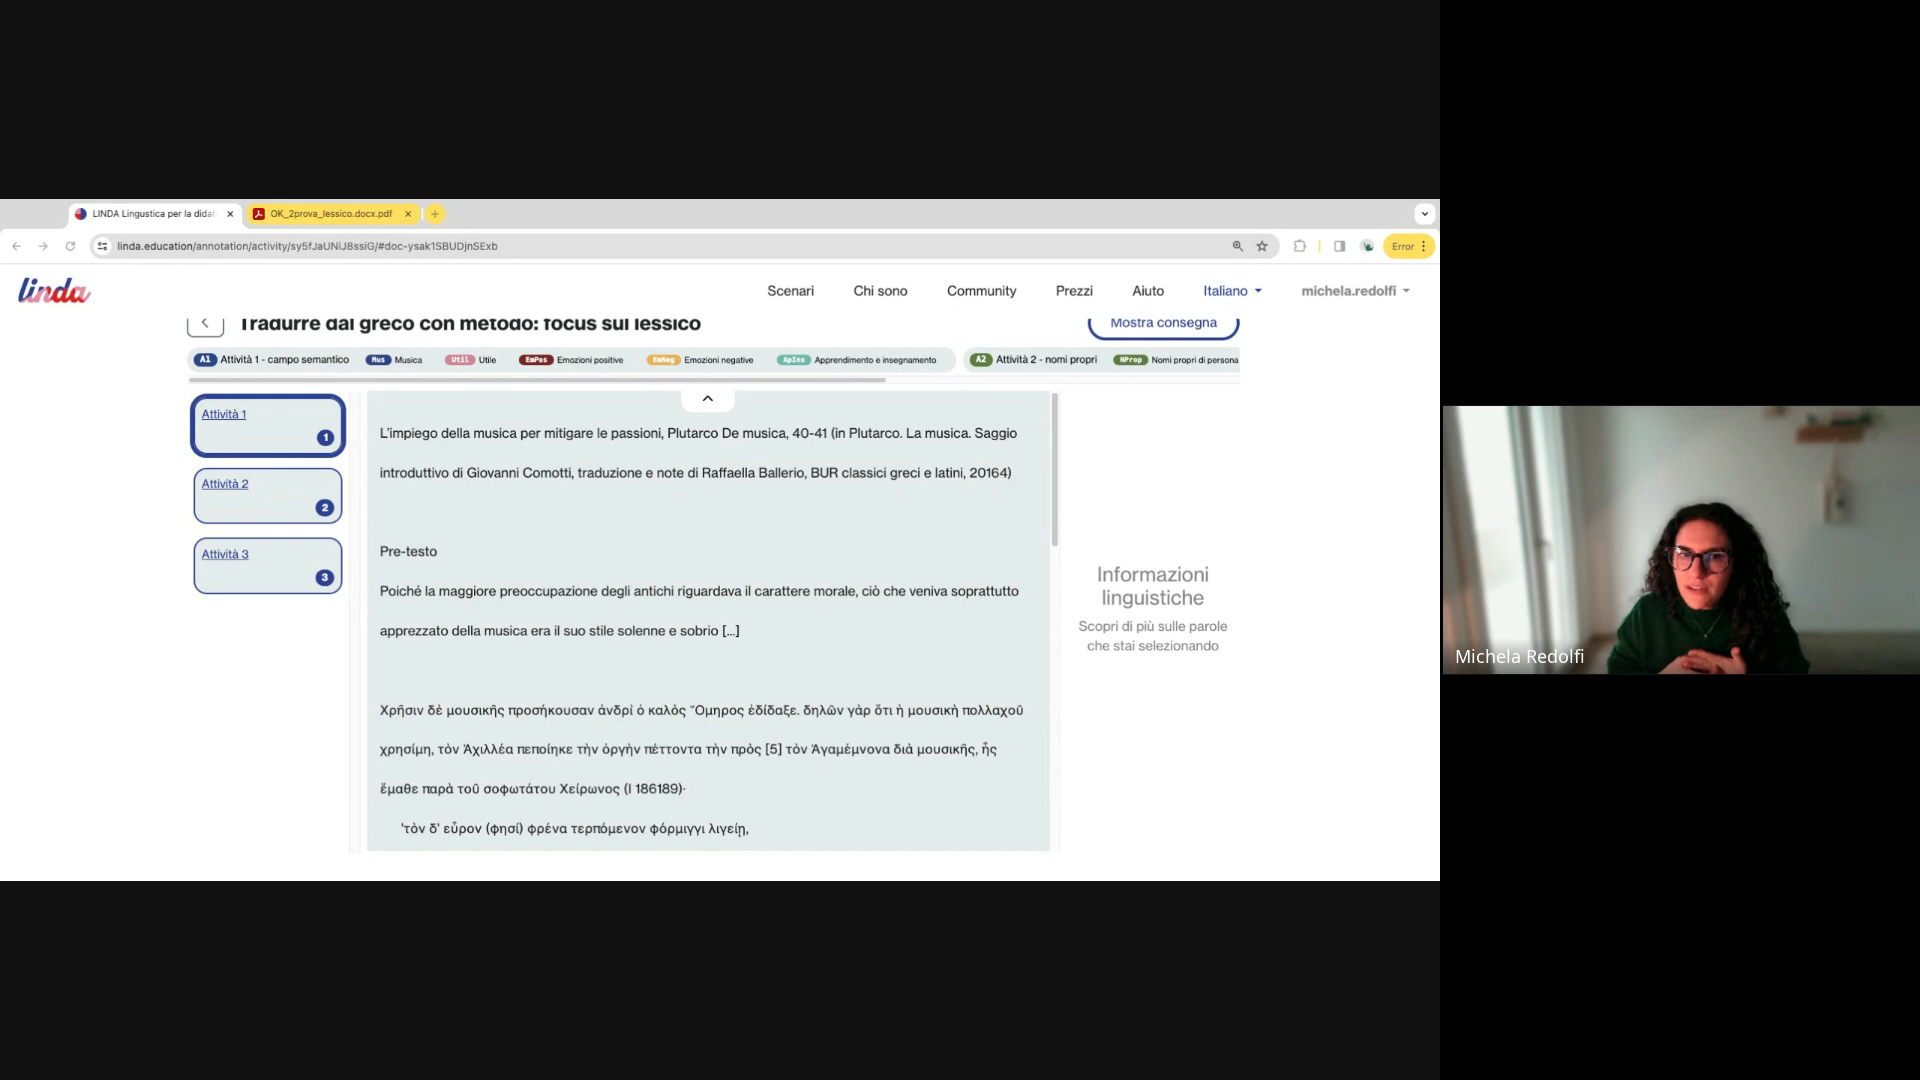 LINDA Lingustica per la didat
OK_2prova_lessico.docx.pdf
linda.education/annotation/activity/sy5fJaUNiJ8ssiG/#doc-ysak1SBUDjnSExb
Error
linda
Scenari
Chi sono
Community
Prezzi
Aiuto
Italiano
michela.redolfi
Tradurre dal greco con metodo: focus sul lessico
Mostra consegna
A1 Attività 1 - campo semantico Mus Musica Util Utile EmPos Emozioni positive EmNeg Emozioni negative ApIns Apprendimento e insegnamento A2 Attività 2 - nomi propri NProp Nomi propri di persona
Attività 1
1
Attività 2
2
Attività 3
3
L'impiego della musica per mitigare le passioni, Plutarco De musica, 40-41 (in Plutarco. La musica. Saggio
introduttivo di Giovanni Comotti, traduzione e note di Raffaella Ballerio, BUR classici greci e latini, 20164)
Pre-testo
Poiché la maggiore preoccupazione degli antichi riguardava il carattere morale, ciò che veniva soprattutto
apprezzato della musica era il suo stile solenne e sobrio [...]
Χρῆσιν δὲ μουσικῆς προσήκουσαν ἀνδρὶ ὁ καλὸς Ὅμηρος ἐδίδαξε. δηλῶν γὰρ ὅτι ἡ μουσικὴ πολλαχοῦ
χρησίμη, τὸν Ἀχιλλέα πεποίηκε τὴν ὀργὴν πέττοντα τὴν πρὸς [5] τὸν Ἀγαμέμνονα διὰ μουσικῆς, ἧς
ἔμαθε παρὰ τοῦ σοφωτάτου Χείρωνος (I 186189)·
'τὸν δ' εὗρον (φησί) φρένα τερπόμενον φόρμιγγι λιγείῃ,
Informazioni
linguistiche
Scopri di più sulle parole
che stai selezionando
Michela Redolfi